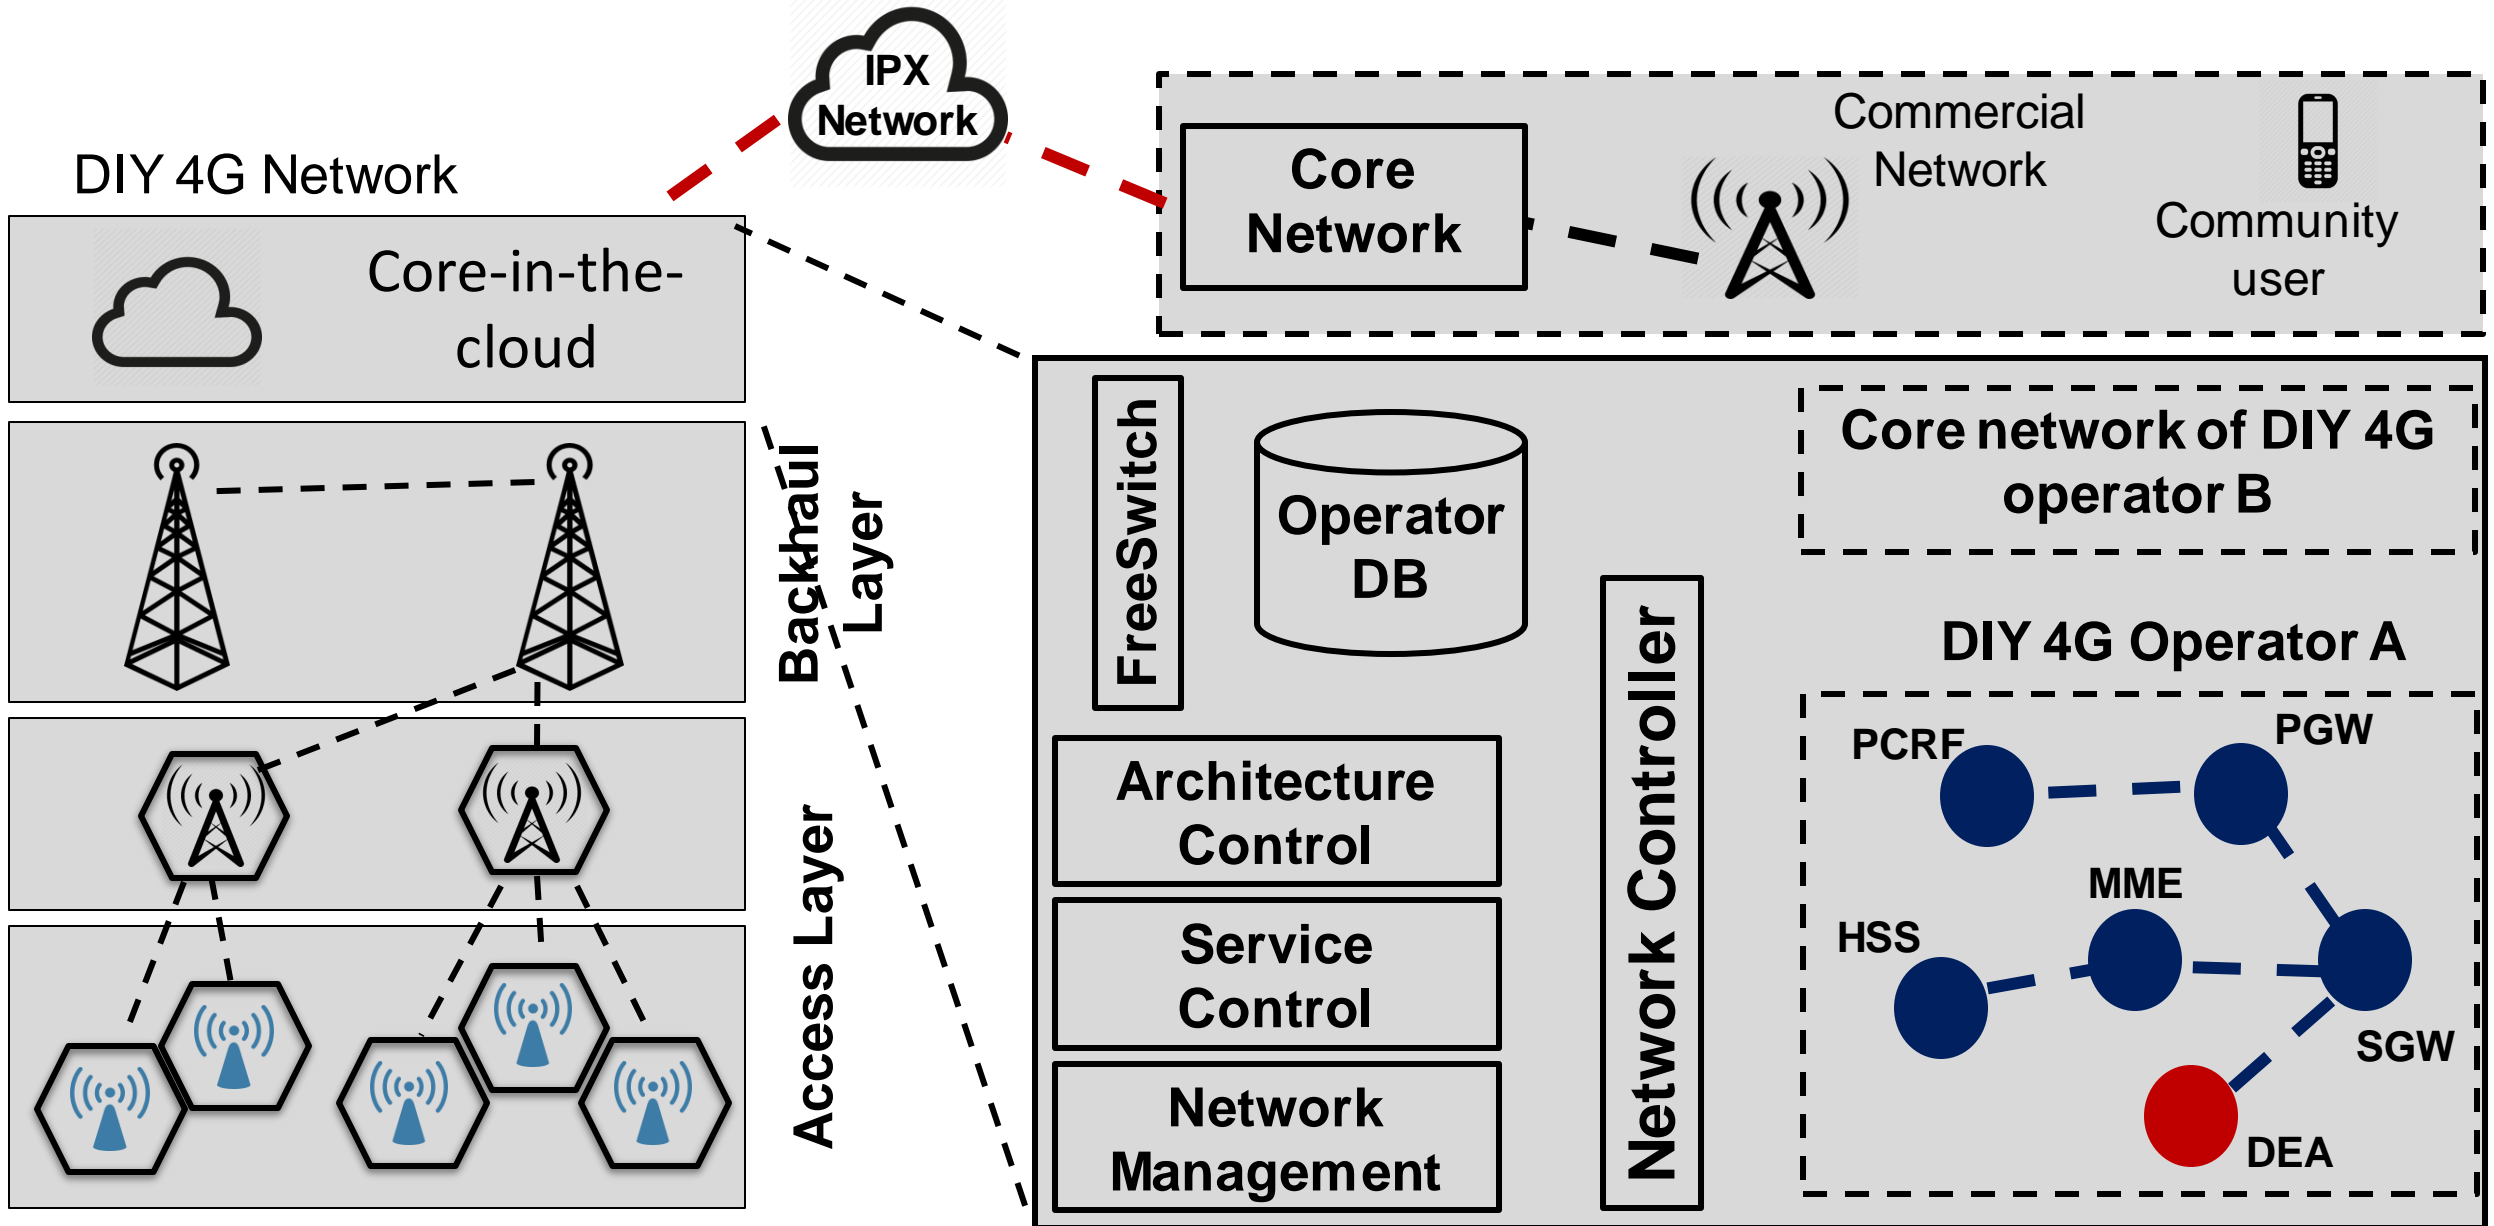 IPX
Network
DIY 4G Network
Core-in-the-
cloud
Core
Network
Commercial
Network
Community
user
Backhaul
Layer
Access Layer
FreeSwitch
Operator
DB
Architecture
Control
Service
Control
Network
Management
Network Controller
Core network of DIY 4G
operator B
DIY 4G Operator A
PCRF
PGW
MME
HSS
SGW
DEA